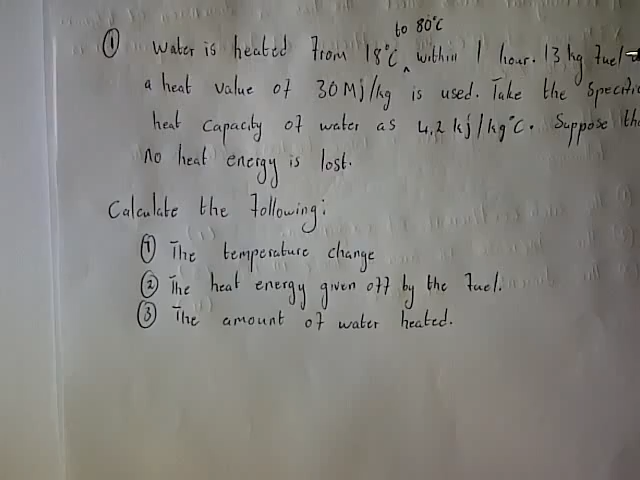 to 80°C
① Water is heated from 18°C ^ within 1 hour. 13 kg fuel
a heat value of 30 Mj/kg is used. Take the specific
heat capacity of water as 4,2 kj/kg°C. Suppose
no heat energy is lost.
Calculate the following:
① The temperature change
② The heat energy given off by the fuel.
③ The amount of water heated.